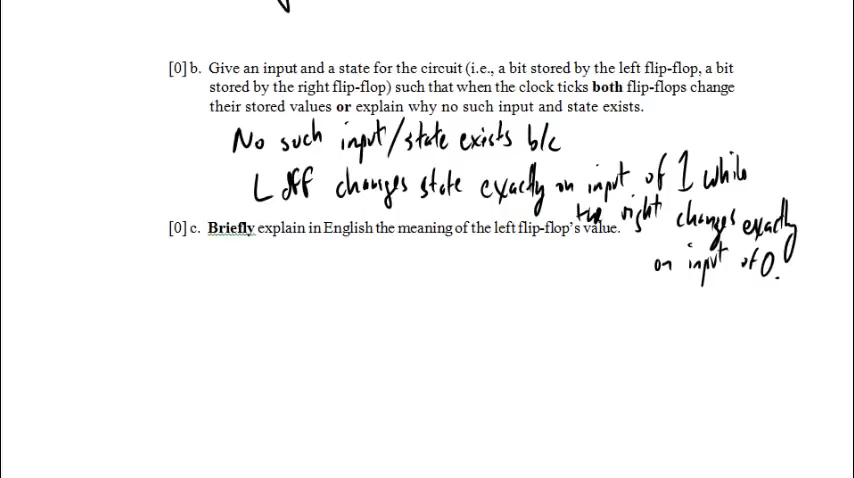 [0] b. Give an input and a state for the circuit (i.e., a bit stored by the left flip-flop, a bit
stored by the right flip-flop) such that when the clock ticks both flip-flops change
their stored values or explain why no such input and state exists.
No such input/state exists b/c
L dff changes state exactly on input of 1 while
the right changes exactly
on input of 0.
[0] c. Briefly explain in English the meaning of the left flip-flop's value.